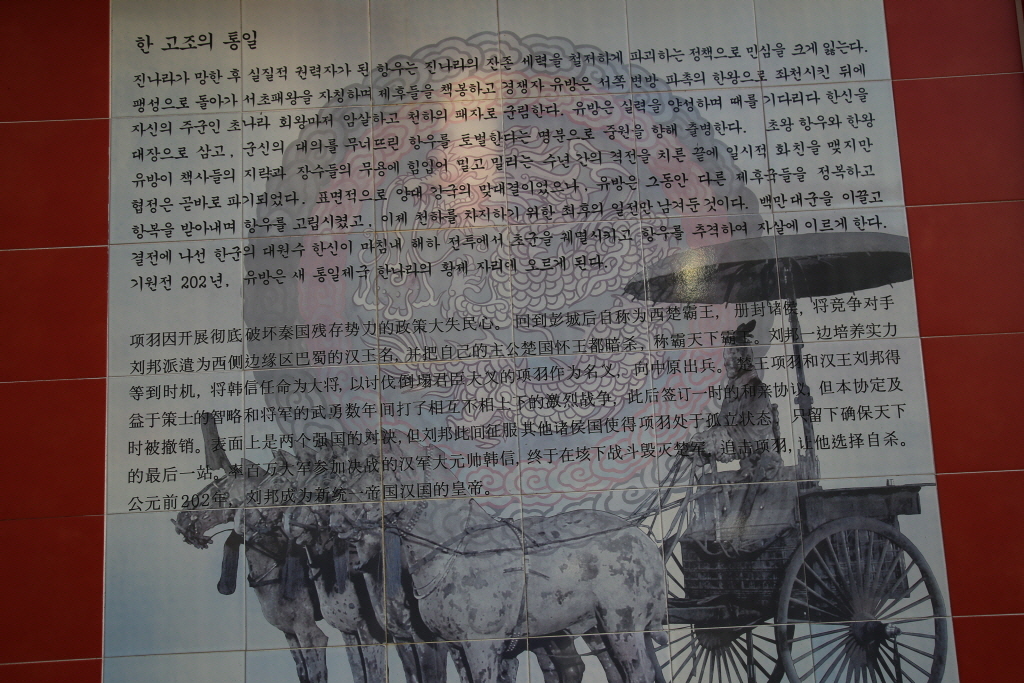 한 고조의 통일
진나라가 망한 후 실질적 권력자가 된 항우는 진나라의 잔존 세력을 철저하게 파괴하는 정책으로 민심을 크게 잃는다.
팽성으로 돌아가 서초패왕을 자칭하며 제후들을 책봉하고 경쟁자 유방은 서쪽 변방 파촉의 한왕으로 좌천시킨 뒤에
자신의 주군인 초나라 회왕마저 암살하고 천하의 패자로 군림한다. 유방은 실력을 양성하며 때를 기다리다 한신을
대장으로 삼고, 군신의 대의를 무너뜨린 항우를 토벌한다는 명분으로 중원을 향해 출병한다. 초왕 항우와 한왕
유방이 책사들의 지략과 장수들의 무용에 힘입어 밀고 밀리는 수년 간의 격전을 치른 끝에 일시적 화친을 맺지만
협정은 곧바로 파기되었다. 표면적으로 양대 강국의 맞대결이었으나, 유방은 그동안 다른 제후군들을 정복하고
항복을 받아내며 항우를 고립시켰고, 이제 천하를 차지하기 위한 최후의 일전만 남겨둔 것이다. 백만 대군을 이끌고
결전에 나선 한군의 대원수 한신이 마침내 해하 전투에서 초군을 궤멸시키고 항우를 추격하여 자살에 이르게 한다.
기원전 202년, 유방은 새 통일제국 한나라의 황제 자리에 오르게 된다.
项羽因开展彻底破坏秦国残存势力的政策大失民心。回到彭城后自称为西楚霸王, 册封诸侯, 将竞争对手
刘邦派遣为西侧边缘区巴蜀的汉王名, 并把自己的主公楚国怀王都暗杀, 称霸天下霸王。刘邦一边培养实力
等到时机, 将韩信任命为大将, 以讨伐倒塌君臣大义的项羽作为名义, 向中原出兵。 王项羽和汉王刘邦得
益于策士的智略和将军的武勇数年间打了相互不相上下的激烈战争, 此后签订一时的和亲协议, 但本协定及
时被撤销。表面上是两个强国的对决, 但刘邦此间征服其他诸侯国使得项羽处于孤立状态, 只留下确保天下
的最后一站。率百万大军参加决战的汉军大元帅韩信, 终于在垓下战斗毁灭楚军, 追击项羽, 让他选择自杀。
公元前202年, 刘邦成为新统一帝国汉国的皇帝。